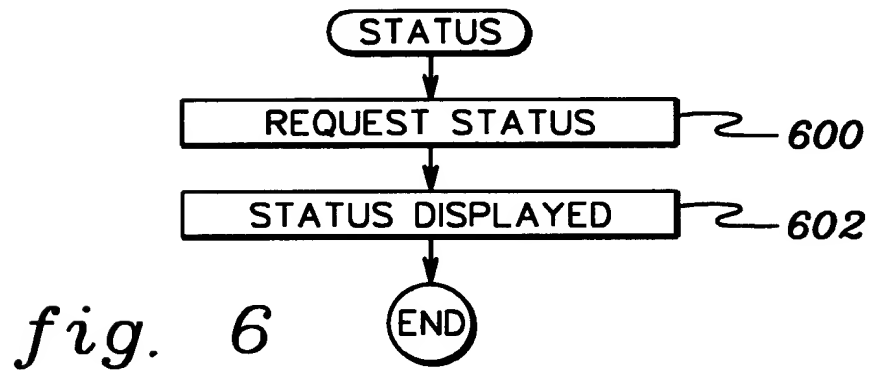 STATUS
REQUEST STATUS 600
STATUS DISPLAYED 602
END
fig. 6